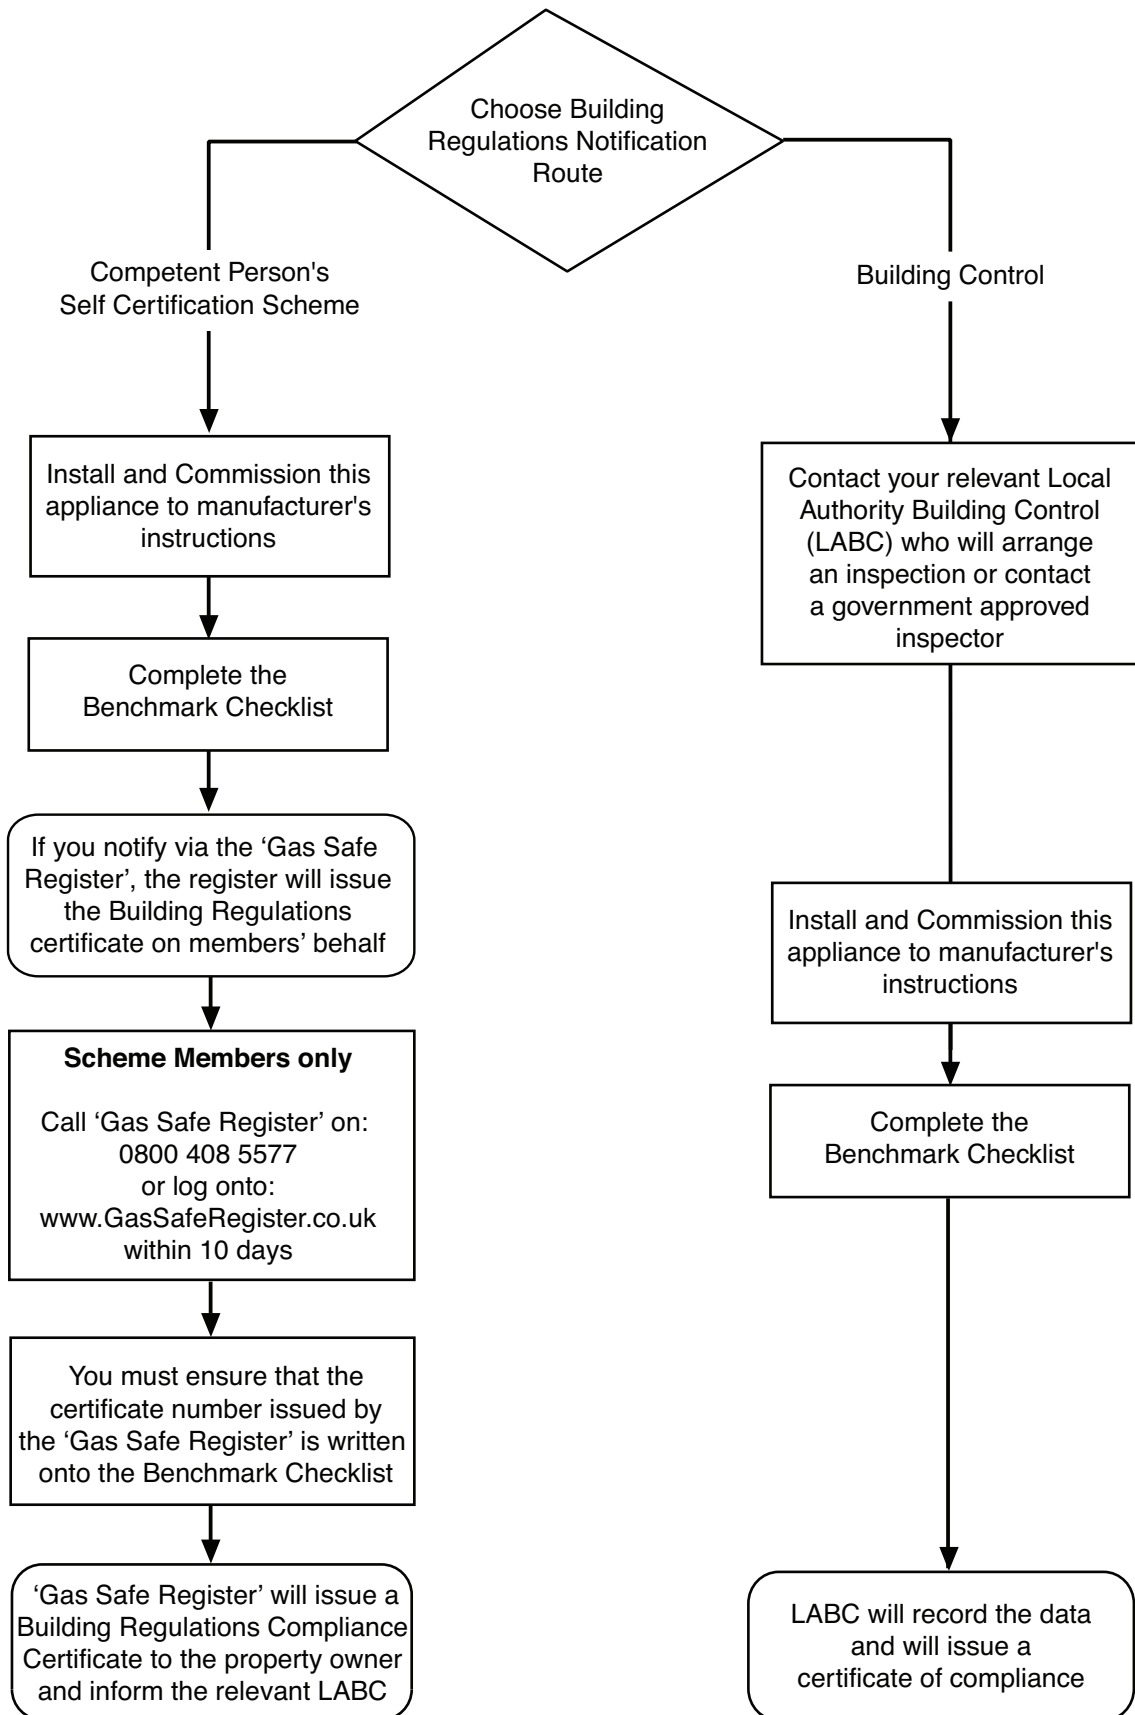 Choose Building
Regulations Notification
Route
Competent Person's
Self Certification Scheme
Building Control
Install and Commission this
appliance to manufacturer's
instructions
Complete the
Benchmark Checklist
If you notify via the ‘Gas Safe
Register’, the register will issue
the Building Regulations
certificate on members’ behalf
Scheme Members only
Call ‘Gas Safe Register’ on:
0800 408 5577
or log onto:
www.GasSafeRegister.co.uk
within 10 days
You must ensure that the
certificate number issued by
the ‘Gas Safe Register’ is written
onto the Benchmark Checklist
‘Gas Safe Register’ will issue a
Building Regulations Compliance
Certificate to the property owner
and inform the relevant LABC
Contact your relevant Local
Authority Building Control
(LABC) who will arrange
an inspection or contact
a government approved
inspector
Install and Commission this
appliance to manufacturer's
instructions
Complete the
Benchmark Checklist
LABC will record the data
and will issue a
certificate of compliance